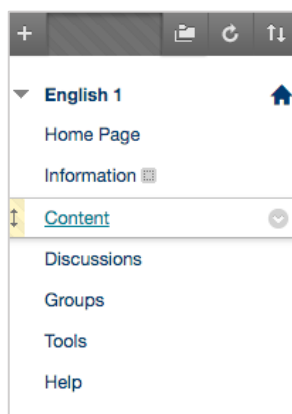 English 1
Home Page
Information
Content
Discussions
Groups
Tools
Help